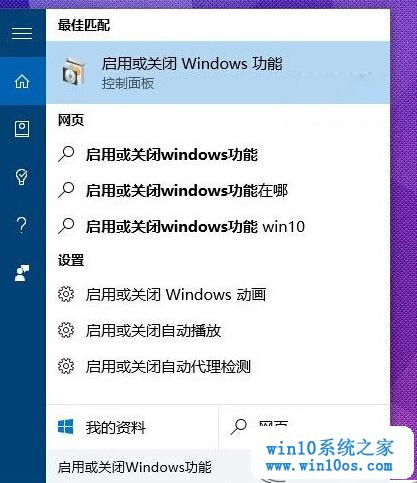 最佳匹配
启用或关闭 Windows 功能
控制面板
网页
启用或关闭windows功能
启用或关闭windows功能在哪
启用或关闭windows功能 win10
设置
启用或关闭 Windows 动画
启用或关闭自动播放
启用或关闭自动代理检测
我的资料
网页
win10系统之家
www.win10os.com
启用或关闭Windows功能